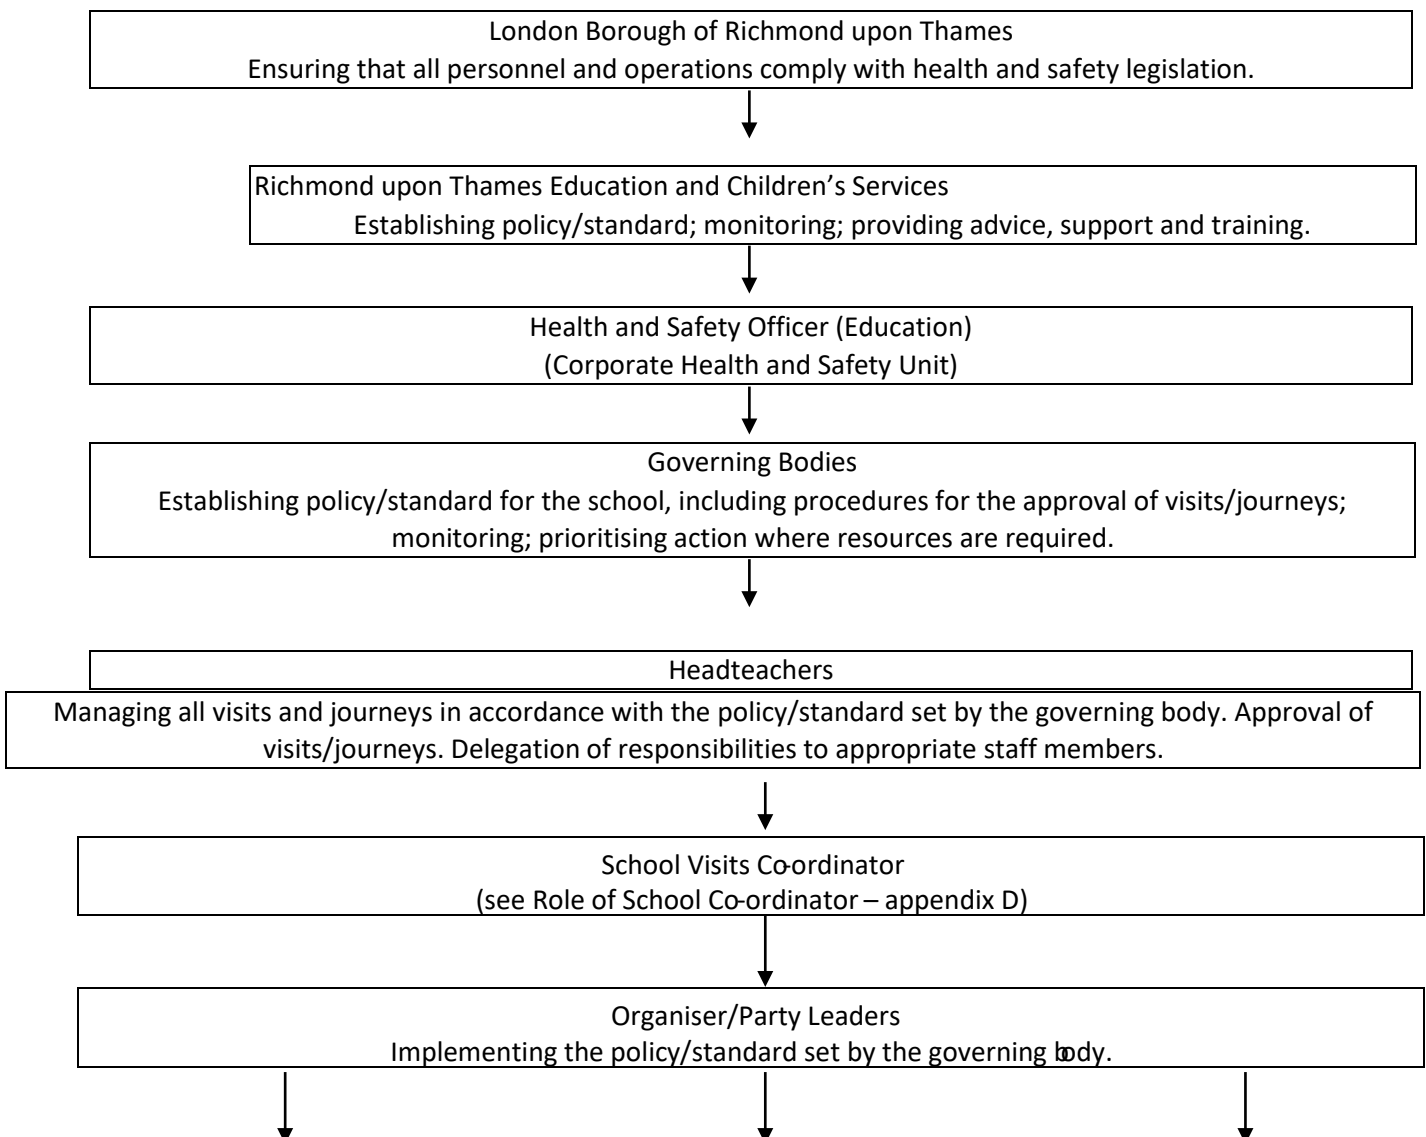 London Borough of Richmond upon Thames
Ensuring that all personnel and operations comply with health and safety legislation.
Richmond upon Thames Education and Children’s Services
Establishing policy/standard; monitoring; providing advice, support and training.
Health and Safety Officer (Education)
(Corporate Health and Safety Unit)
Governing Bodies
Establishing policy/standard for the school, including procedures for the approval of visits/journeys;
monitoring; prioritising action where resources are required.
Headteachers
Managing all visits and journeys in accordance with the policy/standard set by the governing body. Approval of
visits/journeys. Delegation of responsibilities to appropriate staff members.
School Visits Co-ordinator
(see Role of School Co-ordinator – appendix D)
Organiser/Party Leaders
Implementing the policy/standard set by the governing body.